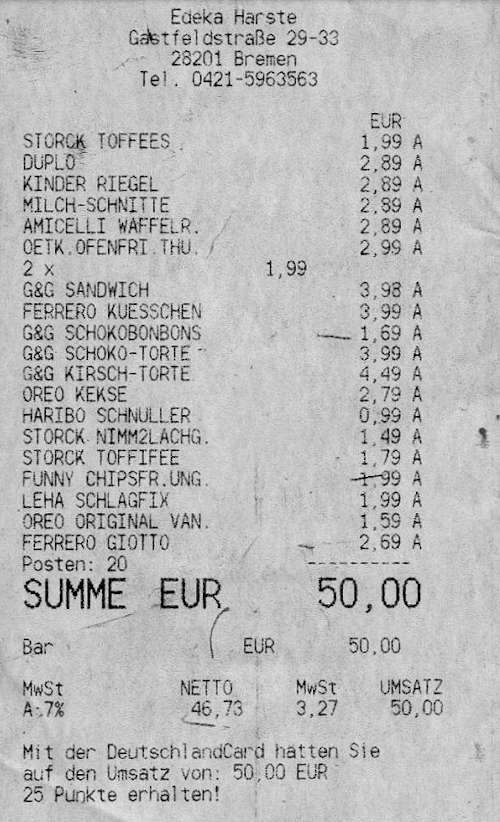 Edeka Harste
Gastfeldstraße 29-33
28201 Bremen
Tel. 0421-5963563
EUR
STORCK TOFFEES 1,99 A
DUPLO 2,89 A
KINDER RIEGEL 2,89 A
MILCH-SCHNITTE 2,89 A
AMICELLI WAFFELR. 2,89 A
OETK.OFENFRI.THU. 2,99 A
2 x 1,99
G&G SANDWICH 3,98 A
FERRERO KUESSCHEN 3,99 A
G&G SCHOKOBONBONS 1,69 A
G&G SCHOKO-TORTE 3,99 A
G&G KIRSCH-TORTE 4,49 A
OREO KEKSE 2,79 A
HARIBO SCHNULLER 0,99 A
STORCK NIMM2LACHG. 1,49 A
STORCK TOFFIFEE 1,79 A
FUNNY CHIPSFR.UNG. 1,99 A
LEHA SCHLAGFIX 1,99 A
OREO ORIGINAL VAN. 1,59 A
FERRERO GIOTTO 2,69 A
Posten: 20
SUMME EUR 50,00
Bar EUR 50,00
MwSt NETTO MwSt UMSATZ
A 7% 46,73 3,27 50,00
Mit der DeutschlandCard hätten Sie
auf den Umsatz von: 50,00 EUR
25 Punkte erhalten!